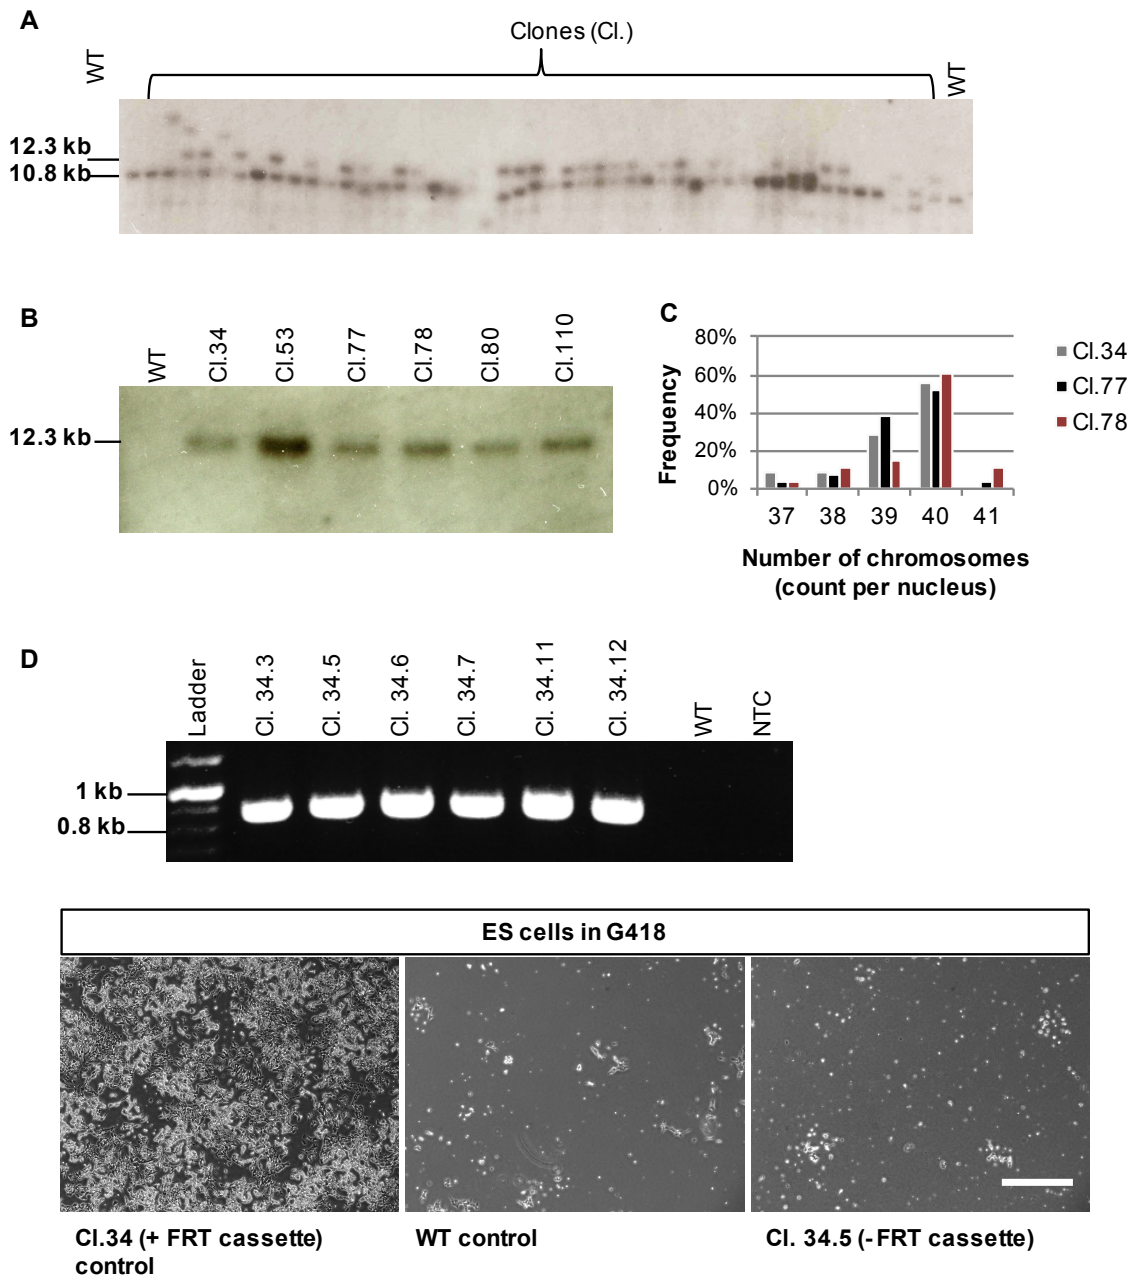 A
Clones (Cl.)
WT
WT
12.3 kb
10.8 kb
B
WT
Cl.34
Cl.53
Cl.77
Cl.78
Cl.80
Cl.110
12.3 kb
C
80%
60%
40%
20%
0%
Frequency
37 38 39 40 41
Number of chromosomes
(count per nucleus)
Cl.34
Cl.77
Cl.78
D
Ladder
Cl. 34.3
Cl. 34.5
Cl. 34.6
Cl. 34.7
Cl. 34.11
Cl. 34.12
WT
NTC
1 kb
0.8 kb
ES cells in G418
Cl.34 (+ FRT cassette)
control
WT control
Cl. 34.5 (-FRT cassette)